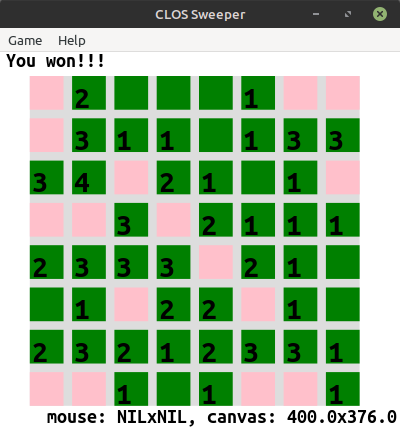 CLOS Sweeper
Game Help
You won!!!
2 1
3 1 1 1 3 3
3 4 2 1 1
3 2 1 1 1
2 3 3 3 2 1
1 2 2 1
2 3 2 1 2 3 3 1
1 1 1
mouse: NILxNIL, canvas: 400.0x376.0